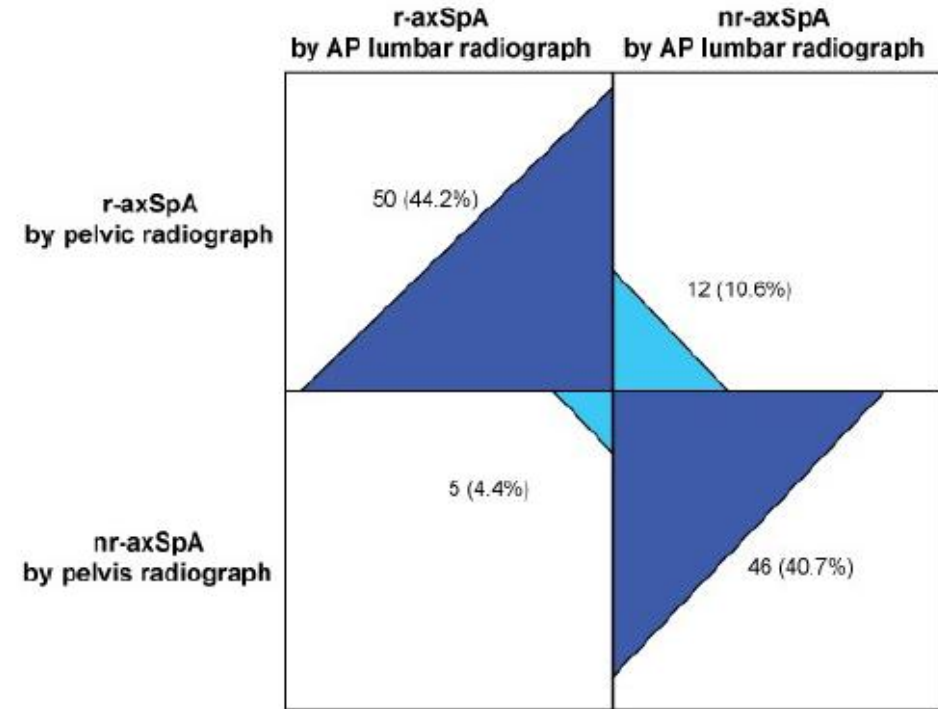 r-axSpA
by AP lumbar radiograph
nr-axSpA
by AP lumbar radiograph
r-axSpA
by pelvic radiograph
50 (44.2%)
12 (10.6%)
nr-axSpA
by pelvis radiograph
5 (4.4%)
46 (40.7%)